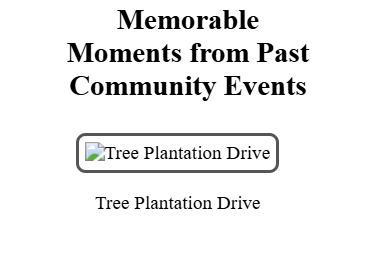 Memorable
Moments from Past
Community Events
Tree Plantation Drive
Tree Plantation Drive